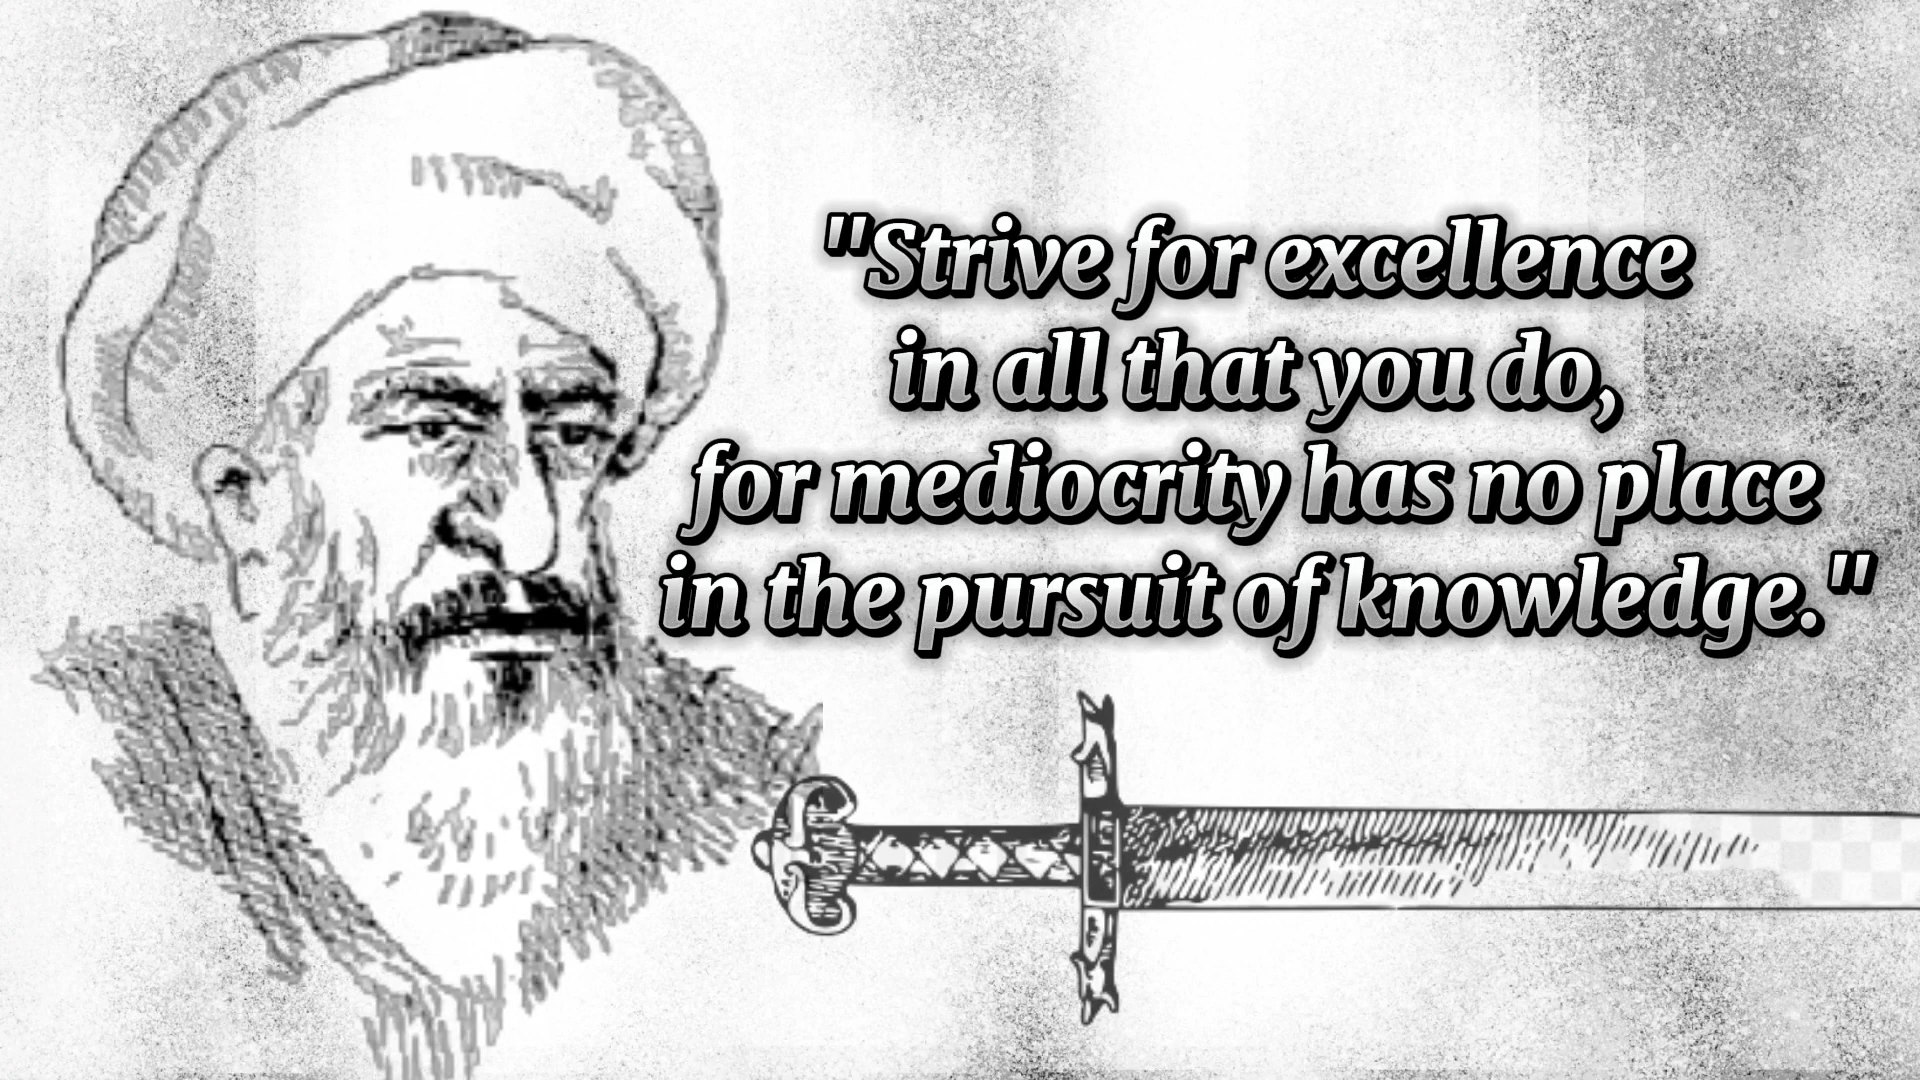 "Strive for excellence
in all that you do,
for mediocrity has no place
in the pursuit of knowledge."